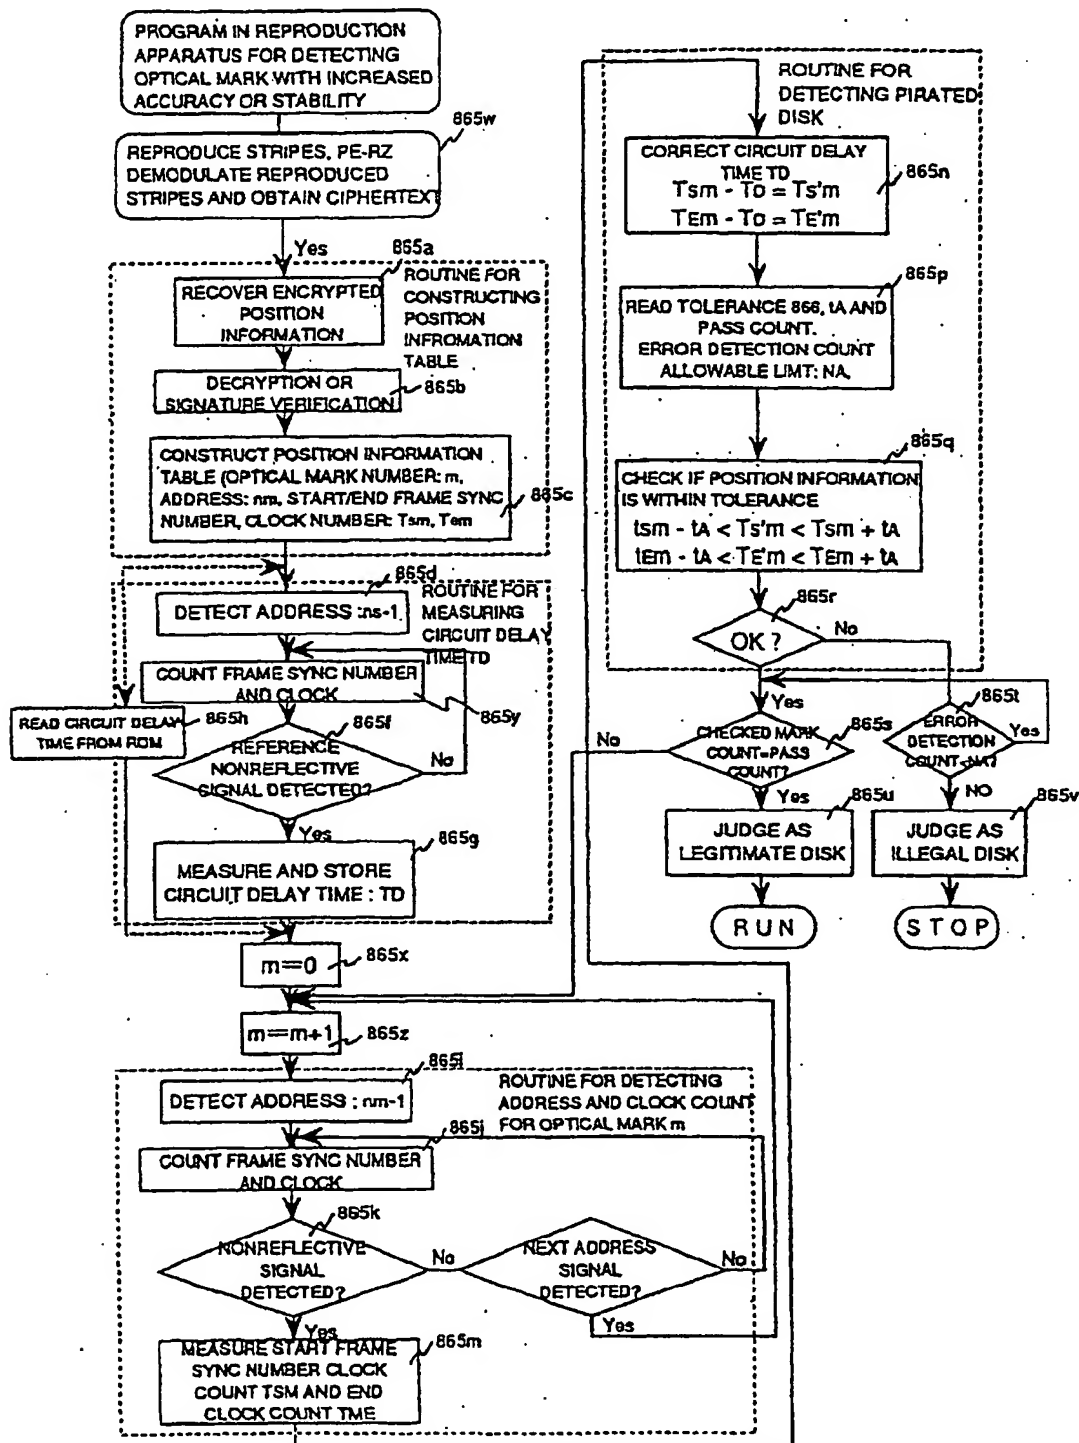 PROGRAM IN REPRODUCTION
APPARATUS FOR DETECTING
OPTICAL MARK WITH INCREASED
ACCURACY OR STABILITY
865w
REPRODUCE STRIPES, PE-RZ
DEMODULATE REPRODUCED
STRIPES AND OBTAIN CIPHERTEXT
Yes
865a
ROUTINE FOR
CONSTRUCTING
POSITION
INFROMATION
TABLE
RECOVER ENCRYPTED
POSITION
INFORMATION
DECRYPTION OR
SIGNATURE VERIFICATION
865b
CONSTRUCT POSITION INFORMATION
TABLE (OPTICAL MARK NUMBER: m,
ADDRESS: nm, START/END FRAME SYNC
NUMBER, CLOCK NUMBER: Tsm, Tem
865c
865d
ROUTINE FOR
MEASURING
CIRCUIT DELAY
TIME TD
DETECT ADDRESS :ns-1
COUNT FRAME SYNC NUMBER
AND CLOCK
865y
READ CIRCUIT DELAY
TIME FROM ROM
865h
865f
REFERENCE
NONREFLECTIVE
SIGNAL DETECTED?
No
Yes
865g
MEASURE AND STORE
CIRCUIT DELAY TIME : TD
m=0
865x
m=m+1
865z
865i
ROUTINE FOR DETECTING
ADDRESS AND CLOCK COUNT
FOR OPTICAL MARK m
DETECT ADDRESS : nm-1
865j
COUNT FRAME SYNC NUMBER
AND CLOCK
865k
NONREFLECTIVE
SIGNAL
DETECTED?
No
NEXT ADDRESS
SIGNAL
DETECTED?
No
Yes
Yes
865m
MEASURE START FRAME
SYNC NUMBER CLOCK
COUNT TSM AND END
CLOCK COUNT TME
ROUTINE FOR
DETECTING PIRATED
DISK
CORRECT CIRCUIT DELAY
TIME TD
Tsm - TD = Ts'm
TEm - TD = TE'm
865n
865p
READ TOLERANCE 866, tA AND
PASS COUNT.
ERROR DETECTION COUNT
ALLOWABLE LIMT: NA.
865q
CHECK IF POSITION INFORMATION
IS WITHIN TOLERANCE
tsm - tA < Ts'm < Tsm + tA
tEm - tA < TE'm < TEm + tA
865r
OK ?
No
Yes
865s
CHECKED MARK
COUNT=PASS
COUNT?
No
Yes
865t
ERROR
DETECTION
COUNT<NA?
Yes
NO
865u
JUDGE AS
LEGITIMATE DISK
865v
JUDGE AS
ILLEGAL DISK
RUN
STOP